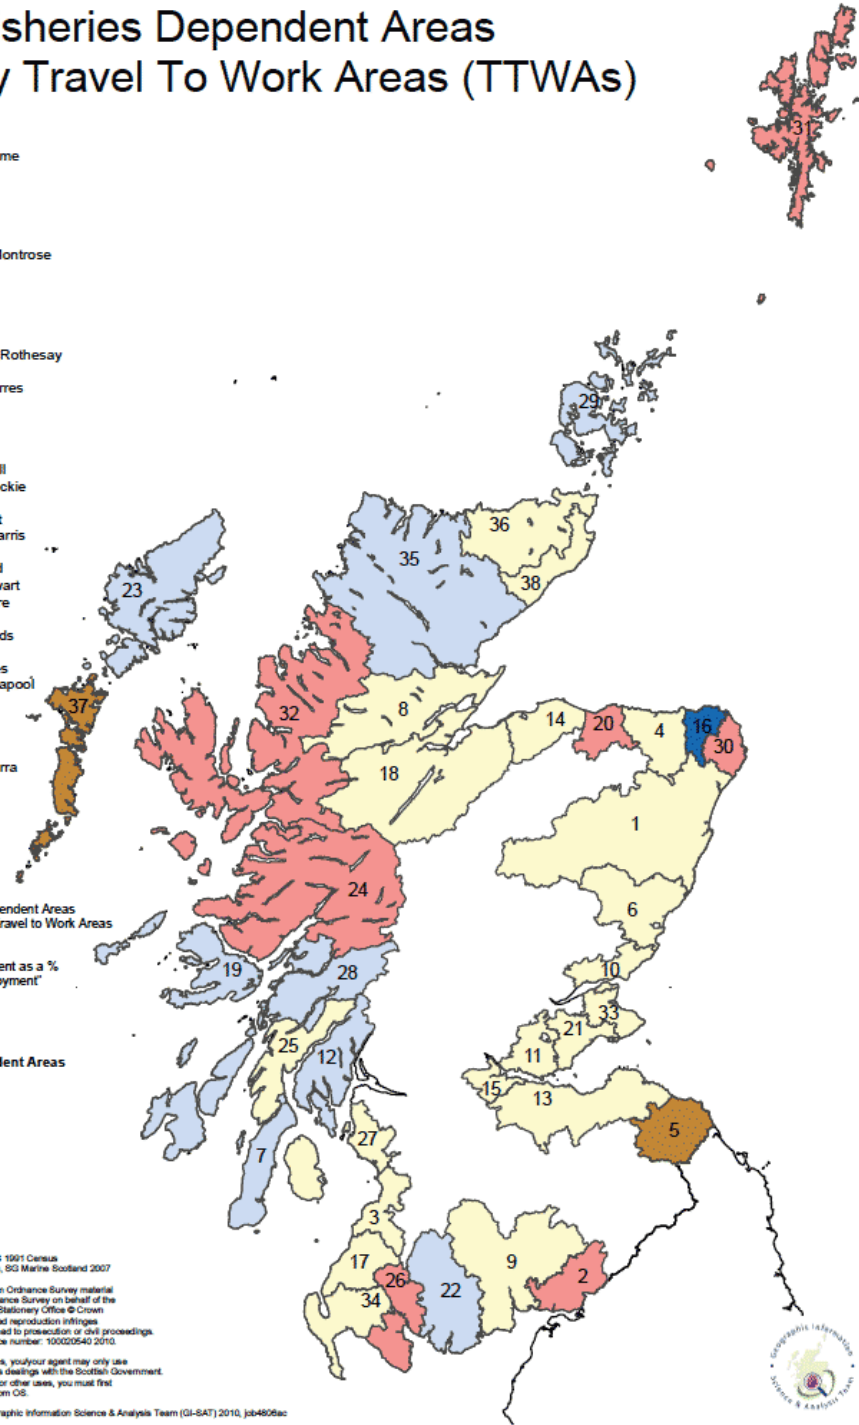 sheries Dependent Areas
y Travel To Work Areas (TTWAs)
me
lontrose
Rothesay
rres
ll
ckie
t
arris
d
wart
re
ds
es
lapool
rra
endent Areas
ravel to Work Areas
ent as a %
oyment"
dent Areas
31
29
36
35
38
23
37
32
8
14
20
4
16
30
18
1
24
6
19
28
10
33
21
25
12
11
15
13
5
27
7
3
9
17
26
2
22
34
S 1991 Census
, SG Marine Scotland 2007
m Ordnance Survey material
ance Survey on behalf of the
Stationery Office © Crown
ed reproduction infringes
ead to prosecution or civil proceedings.
ce number: 100020540 2010.
s, you/your agent may only use
s dealings with the Scottish Government.
or other uses, you must first
om OS.
raphic Information Science & Analysis Team (GI-SAT) 2010, job4806ac
Geographic Information
Science & Analysis Team